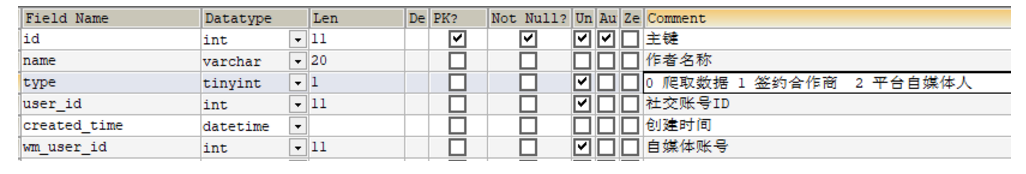 Field Name Datatype Len De PK? Not Null? Un Au Ze Comment
id int 11 主键
name varchar 20 作者名称
type tinyint 1 0 爬取数据 1 签约合作商 2 平台自媒体人
user_id int 11 社交账号ID
created_time datetime 创建时间
wm_user_id int 11 自媒体账号